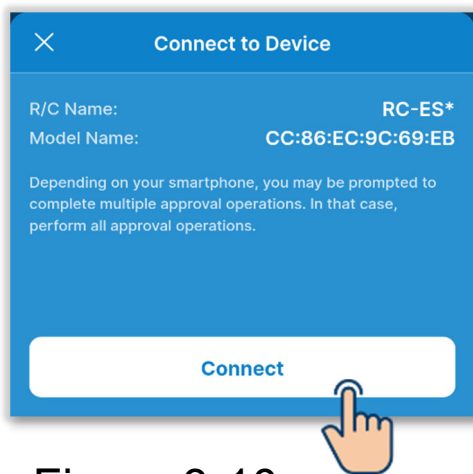 Connect to Device
R/C Name: RC-ES*
Model Name: CC:86:EC:9C:69:EB
Depending on your smartphone, you may be prompted to
complete multiple approval operations. In that case,
perform all approval operations.
Connect